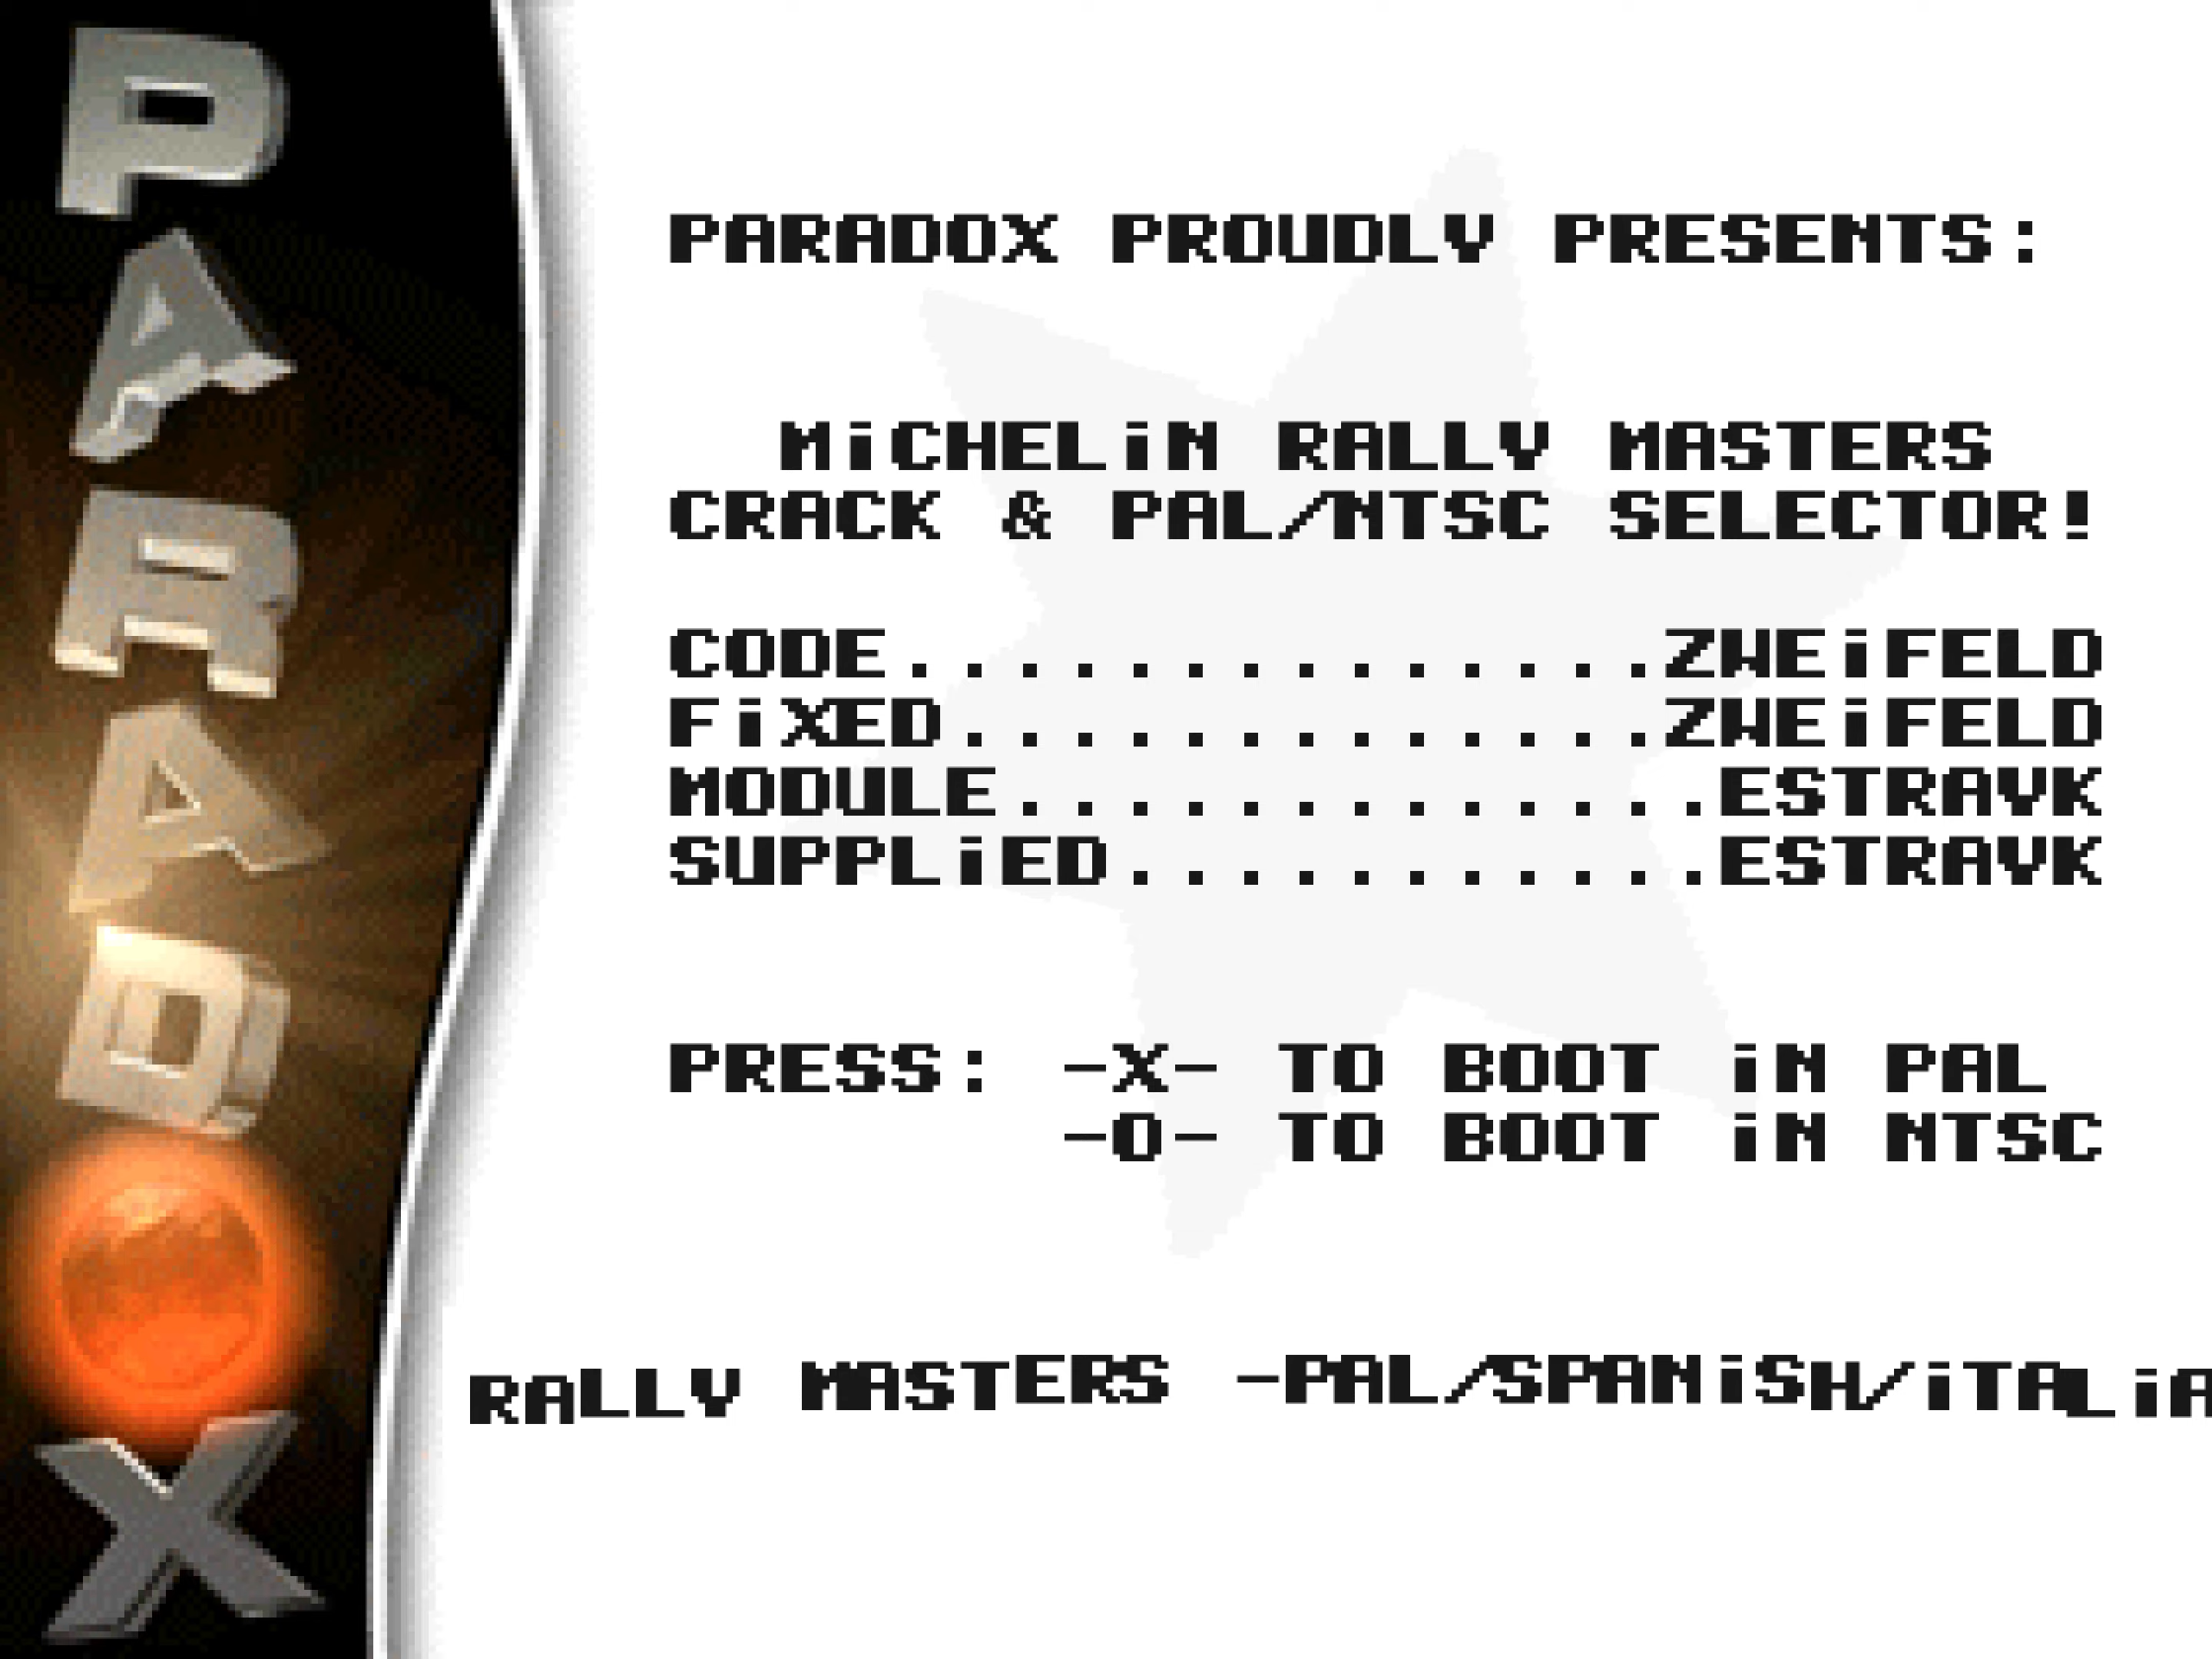 PARADOX
PARADOX PROUDLY PRESENTS:
MiCHELiN RALLY MASTERS
CRACK & PAL/NTSC SELECTOR!
CODE..............ZWEiFELD
FiXED.............ZWEiFELD
MODULE.............ESTRAYK
SUPPLiED...........ESTRAYK
PRESS: -X- TO BOOT iN PAL
-O- TO BOOT iN NTSC
RALLY MASTERS -PAL/SPANiSH/iTALiA